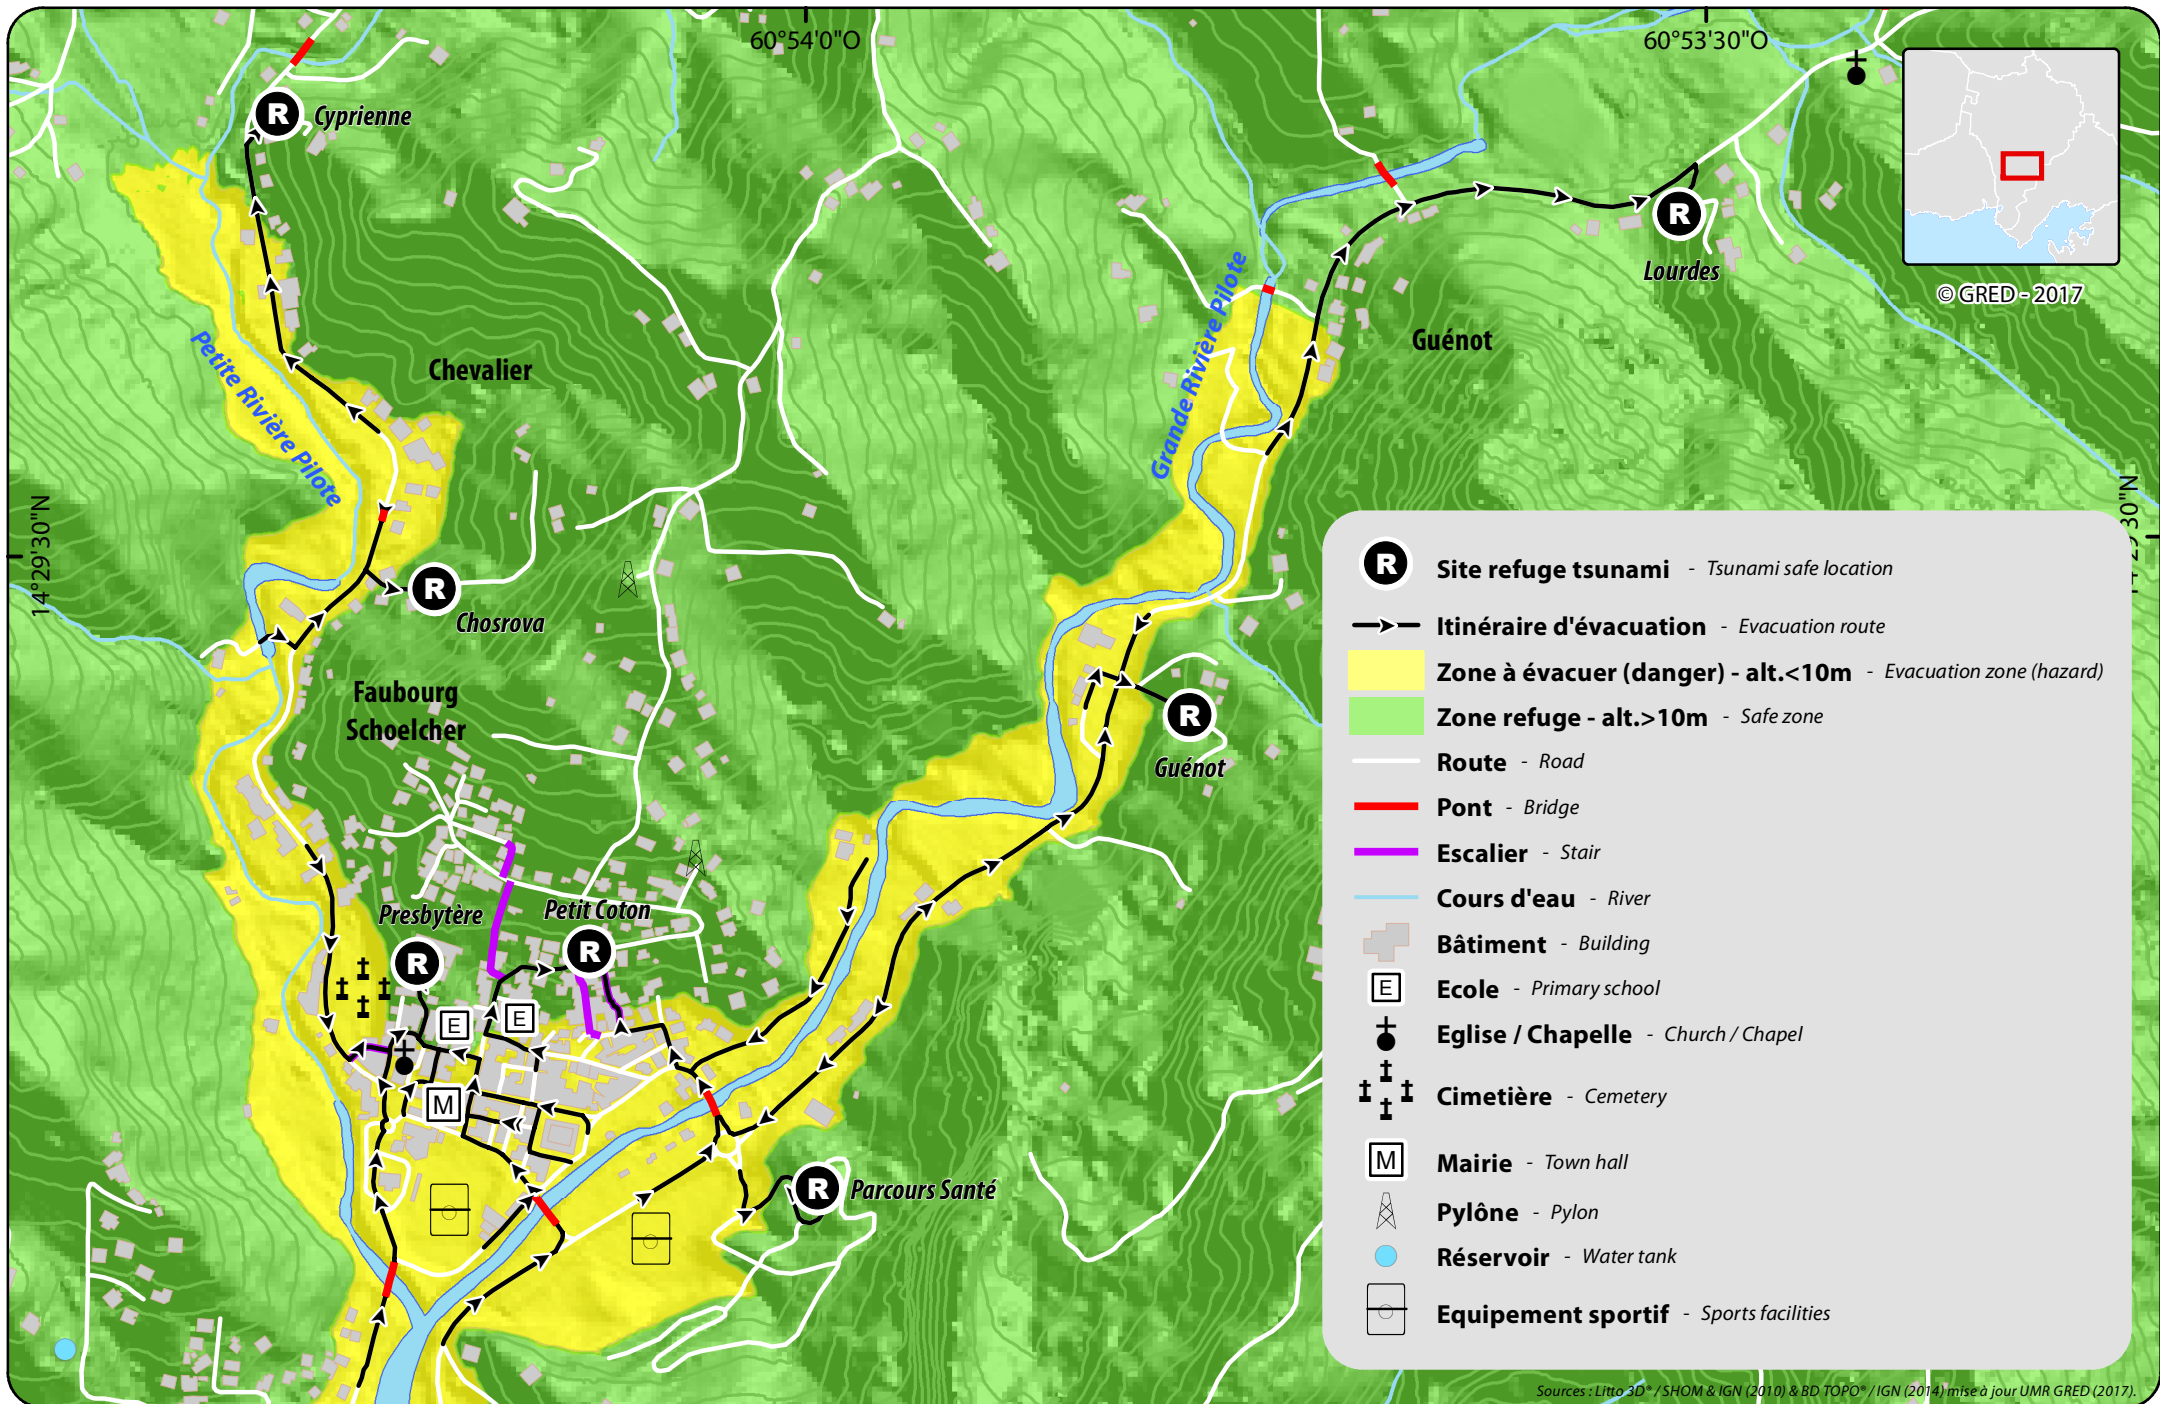 60°54'0"O
60°53'30"O
R
Cyprienne
R
Lourdes
© GRED - 2017
Grande Rivière Pilote
Petite Rivière Pilote
Chevalier
Guénot
14°29'30"N
30"N
R
Chosrova
Faubourg
Schoelcher
R
Guénot
Presbytère
Petit Coton
R
R
E
E
M
R
Parcours Santé
R
Site refuge tsunami - Tsunami safe location
Itinéraire d'évacuation - Evacuation route
Zone à évacuer (danger) - alt.<10m - Evacuation zone (hazard)
Zone refuge - alt.>10m - Safe zone
Route - Road
Pont - Bridge
Escalier - Stair
Cours d'eau - River
Bâtiment - Building
E
Ecole - Primary school
Eglise / Chapelle - Church / Chapel
Cimetière - Cemetery
M
Mairie - Town hall
Pylône - Pylon
Réservoir - Water tank
Equipement sportif - Sports facilities
Sources : Litto 3D® / SHOM & IGN (2010) & BD TOPO® / IGN (2014) mise à jour UMR GRED (2017).